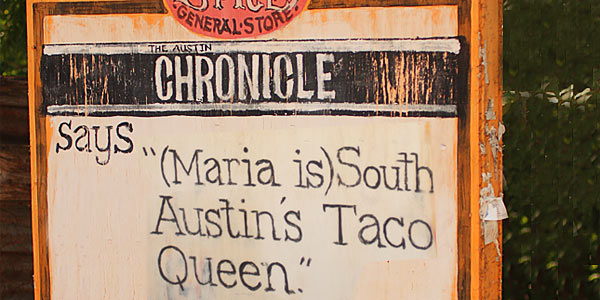 GENERAL STORE
THE AUSTIN
CHRONICLE
says
"(Maria is) South
Austin's Taco
Queen."